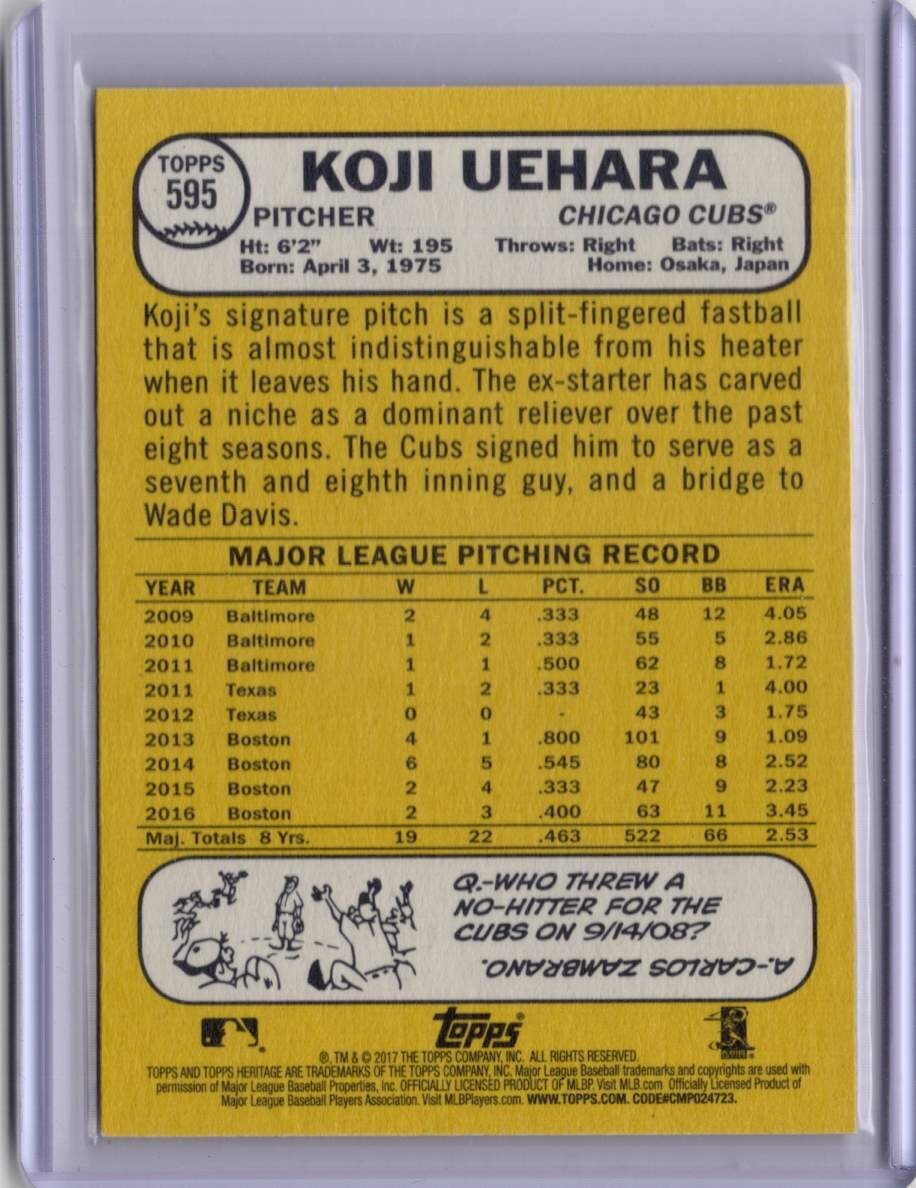 TOPPS
595
KOJI UEHARA
PITCHER CHICAGO CUBS®
Ht: 6'2" Wt: 195 Throws: Right Bats: Right
Born: April 3, 1975 Home: Osaka, Japan
Koji's signature pitch is a split-fingered fastball
that is almost indistinguishable from his heater
when it leaves his hand. The ex-starter has carved
out a niche as a dominant reliever over the past
eight seasons. The Cubs signed him to serve as a
seventh and eighth inning guy, and a bridge to
Wade Davis.
MAJOR LEAGUE PITCHING RECORD
YEAR TEAM W L PCT. SO BB ERA
2009 Baltimore 2 4 .333 48 12 4.05
2010 Baltimore 1 2 .333 55 5 2.86
2011 Baltimore 1 1 .500 62 8 1.72
2011 Texas 1 2 .333 23 1 4.00
2012 Texas 0 0 - 43 3 1.75
2013 Boston 4 1 .800 101 9 1.09
2014 Boston 6 5 .545 80 8 2.52
2015 Boston 2 4 .333 47 9 2.23
2016 Boston 2 3 .400 63 11 3.45
Maj. Totals 8 Yrs. 19 22 .463 522 66 2.53
Q.-WHO THREW A
NO-HITTER FOR THE
CUBS ON 9/14/08?
A.-CARLOS ZAMBRANO.
Topps®
®, TM & © 2017 THE TOPPS COMPANY, INC. ALL RIGHTS RESERVED.
TOPPS AND TOPPS HERITAGE ARE TRADEMARKS OF THE TOPPS COMPANY, INC. Major League Baseball trademarks and copyrights are used with
permission of Major League Baseball Properties, Inc. OFFICIALLY LICENSED PRODUCT OF MLBP. Visit MLB.com Officially Licensed Product of
Major League Baseball Players Association. Visit MLBPlayers.com. WWW.TOPPS.COM. CODE#CMP024723.